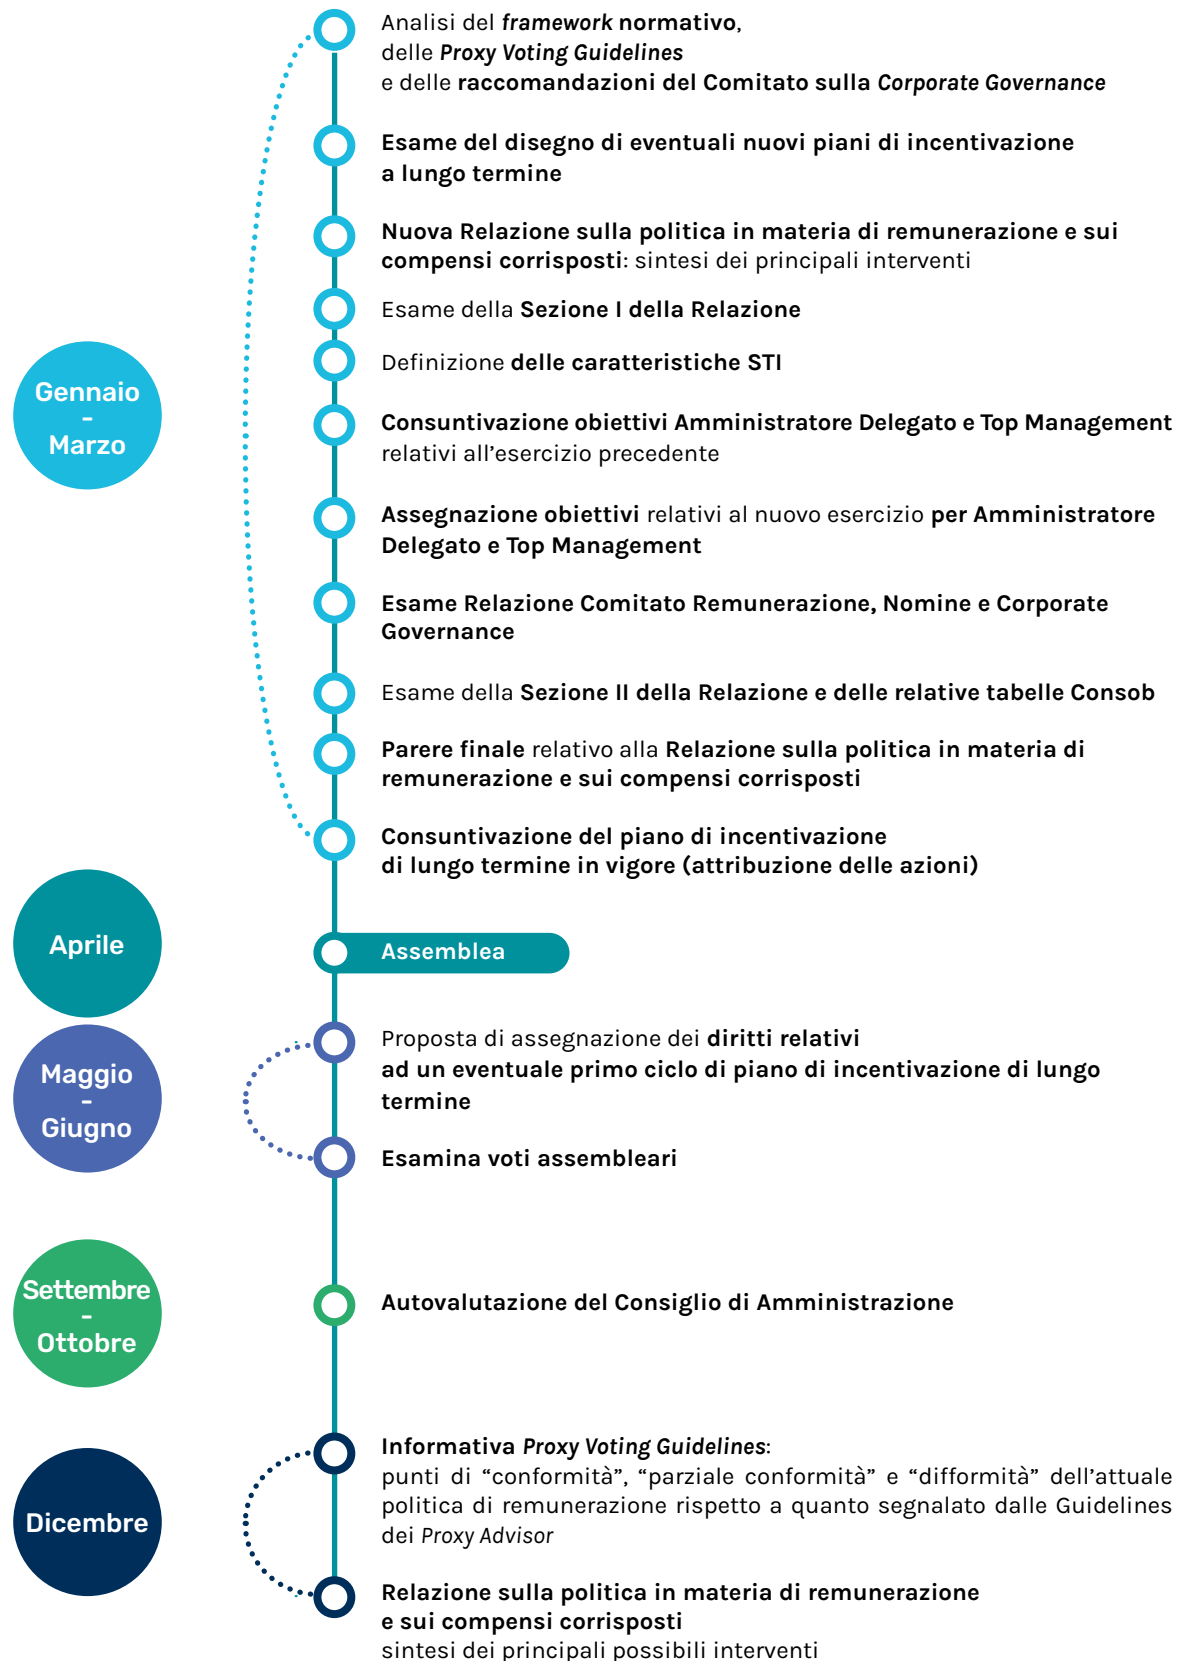 Analisi del framework normativo,
delle Proxy Voting Guidelines
e delle raccomandazioni del Comitato sulla Corporate Governance
Esame del disegno di eventuali nuovi piani di incentivazione
a lungo termine
Nuova Relazione sulla politica in materia di remunerazione e sui
compensi corrisposti: sintesi dei principali interventi
Esame della Sezione I della Relazione
Definizione delle caratteristiche STI
Gennaio
-
Marzo
Consuntivazione obiettivi Amministratore Delegato e Top Management
relativi all'esercizio precedente
Assegnazione obiettivi relativi al nuovo esercizio per Amministratore
Delegato e Top Management
Esame Relazione Comitato Remunerazione, Nomine e Corporate
Governance
Esame della Sezione II della Relazione e delle relative tabelle Consob
Parere finale relativo alla Relazione sulla politica in materia di
remunerazione e sui compensi corrisposti
Consuntivazione del piano di incentivazione
di lungo termine in vigore (attribuzione delle azioni)
Aprile
Assemblea
Maggio
-
Giugno
Proposta di assegnazione dei diritti relativi
ad un eventuale primo ciclo di piano di incentivazione di lungo
termine
Esamina voti assembleari
Settembre
-
Ottobre
Autovalutazione del Consiglio di Amministrazione
Dicembre
Informativa Proxy Voting Guidelines:
punti di “conformità”, “parziale conformità” e “difformità” dell'attuale
politica di remunerazione rispetto a quanto segnalato dalle Guidelines
dei Proxy Advisor
Relazione sulla politica in materia di remunerazione
e sui compensi corrisposti
sintesi dei principali possibili interventi